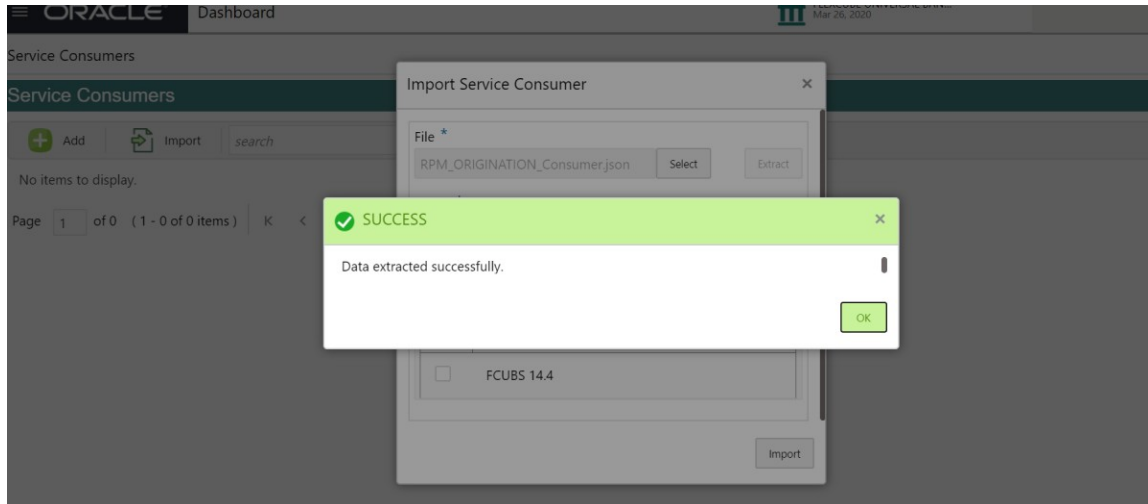 ORACLE Dashboard
Mar 26, 2020
Service Consumers
Import Service Consumer
Service Consumers
File *
Add Import search
RPM_ORIGINATION_Consumer.json Select Extract
No items to display.
Page 1 of 0 ( 1 - 0 of 0 items )
SUCCESS
Data extracted successfully.
OK
FCUBS 14.4
Import